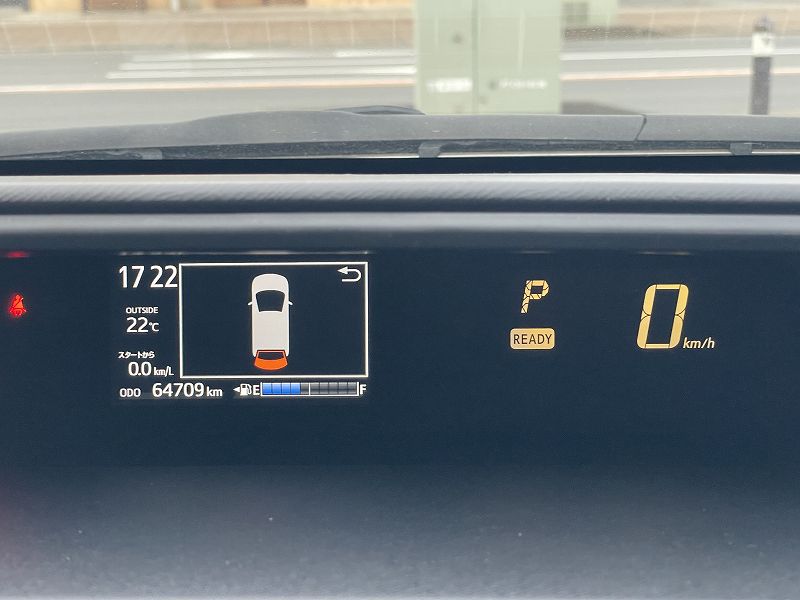 17 22
OUTSIDE
22℃
スタートから
0.0 km/L
ODO 64709 km
E F
P
READY
0 km/h